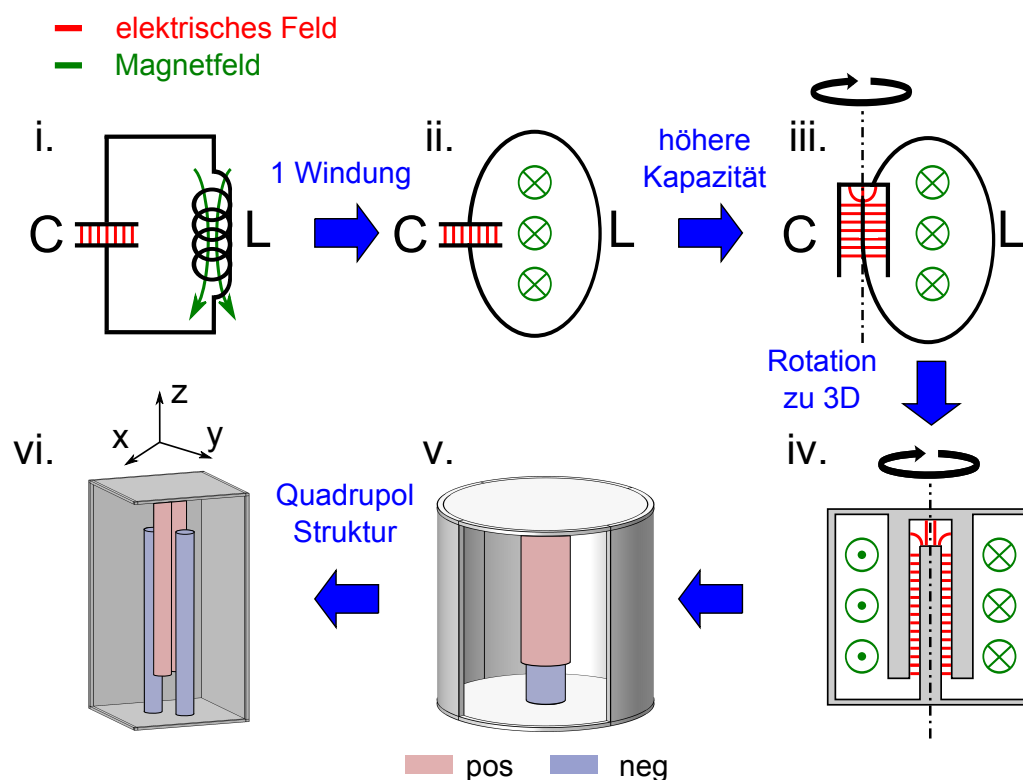 elektrisches Feld
Magnetfeld
i.
C
L
1 Windung
ii.
C
L
höhere
Kapazität
iii.
C
L
Rotation
zu 3D
iv.
v.
Quadrupol
Struktur
vi.
z
x
y
pos
neg